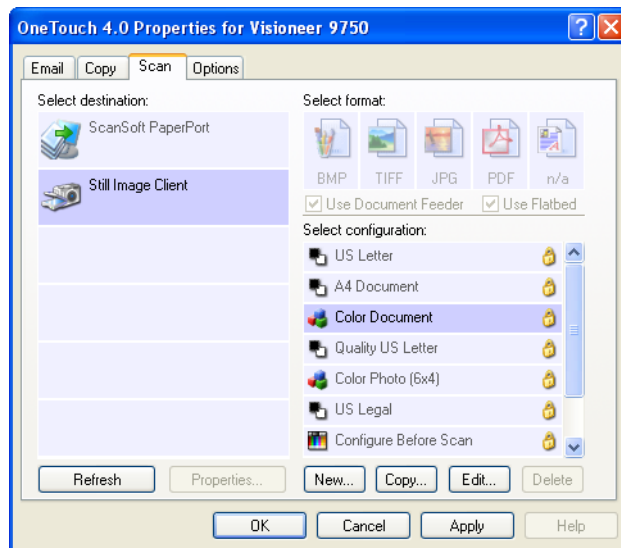 OneTouch 4.0 Properties for Visioneer 9750
Email Copy Scan Options
Select destination:
ScanSoft PaperPort
Still Image Client
Refresh Properties...
Select format:
BMP TIFF JPG PDF n/a
Use Document Feeder Use Flatbed
Select configuration:
US Letter
A4 Document
Color Document
Quality US Letter
Color Photo (6x4)
US Legal
Configure Before Scan
New... Copy... Edit... Delete
OK Cancel Apply Help